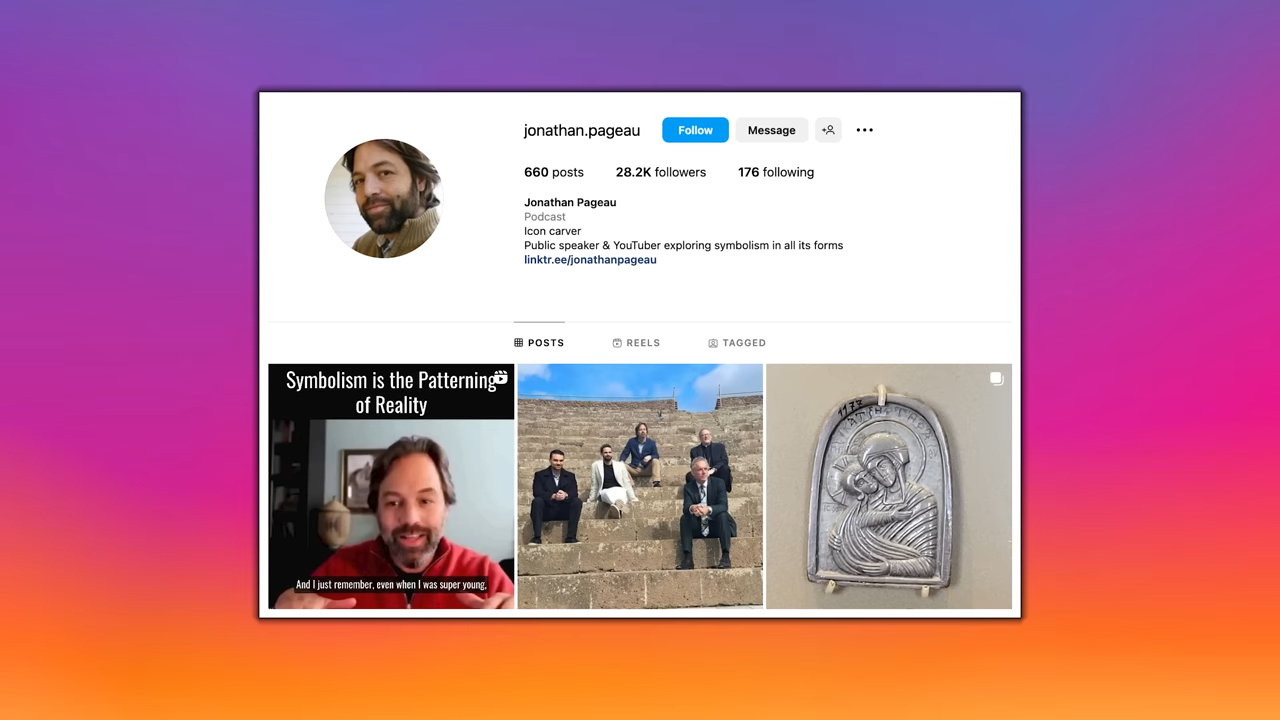 jonathan.pageau Follow Message
660 posts 28.2K followers 176 following
Jonathan Pageau
Podcast
Icon carver
Public speaker & YouTuber exploring symbolism in all its forms
linktr.ee/jonathanpageau
POSTS REELS TAGGED
Symbolism is the Patterning
of Reality
And I just remember, even when I was super young,
1177